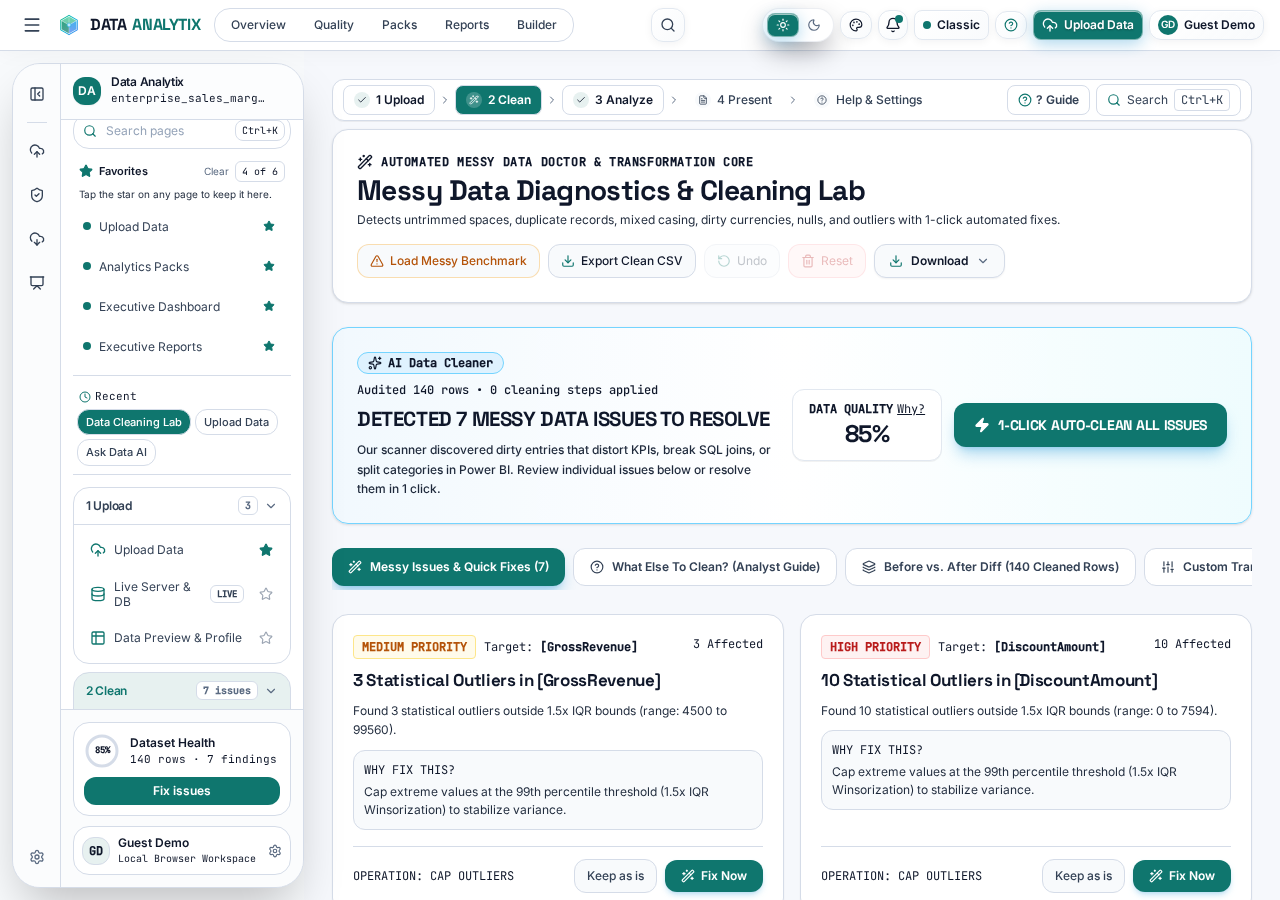 DATA ANALYTIX
Overview
Quality
Packs
Reports
Builder
Classic
Upload Data
GD
Guest Demo
DA
Data Analytix
enterprise_sales_marg…
Search pages
Ctrl+K
Favorites
Clear
4 of 6
Tap the star on any page to keep it here.
Upload Data
Analytics Packs
Executive Dashboard
Executive Reports
Recent
Data Cleaning Lab
Upload Data
Ask Data AI
1 Upload
3
Upload Data
Live Server & DB
LIVE
Data Preview & Profile
2 Clean
7 issues
85%
Dataset Health
140 rows · 7 findings
Fix issues
GD
Guest Demo
Local Browser Workspace
1 Upload
2 Clean
3 Analyze
4 Present
Help & Settings
? Guide
Search
Ctrl+K
AUTOMATED MESSY DATA DOCTOR & TRANSFORMATION CORE
Messy Data Diagnostics & Cleaning Lab
Detects untrimmed spaces, duplicate records, mixed casing, dirty currencies, nulls, and outliers with 1-click automated fixes.
Load Messy Benchmark
Export Clean CSV
Undo
Reset
Download
AI Data Cleaner
Audited 140 rows • 0 cleaning steps applied
DETECTED 7 MESSY DATA ISSUES TO RESOLVE
Our scanner discovered dirty entries that distort KPIs, break SQL joins, or
split categories in Power BI. Review individual issues below or resolve
them in 1 click.
DATA QUALITY Why?
85%
1-CLICK AUTO-CLEAN ALL ISSUES
Messy Issues & Quick Fixes (7)
What Else To Clean? (Analyst Guide)
Before vs. After Diff (140 Cleaned Rows)
Custom Tra
MEDIUM PRIORITY
Target: [GrossRevenue]
3 Affected
3 Statistical Outliers in [GrossRevenue]
Found 3 statistical outliers outside 1.5x IQR bounds (range: 4500 to
99560).
WHY FIX THIS?
Cap extreme values at the 99th percentile threshold (1.5x IQR
Winsorization) to stabilize variance.
OPERATION: CAP OUTLIERS
Keep as is
Fix Now
HIGH PRIORITY
Target: [DiscountAmount]
10 Affected
10 Statistical Outliers in [DiscountAmount]
Found 10 statistical outliers outside 1.5x IQR bounds (range: 0 to 7594).
WHY FIX THIS?
Cap extreme values at the 99th percentile threshold (1.5x IQR
Winsorization) to stabilize variance.
OPERATION: CAP OUTLIERS
Keep as is
Fix Now